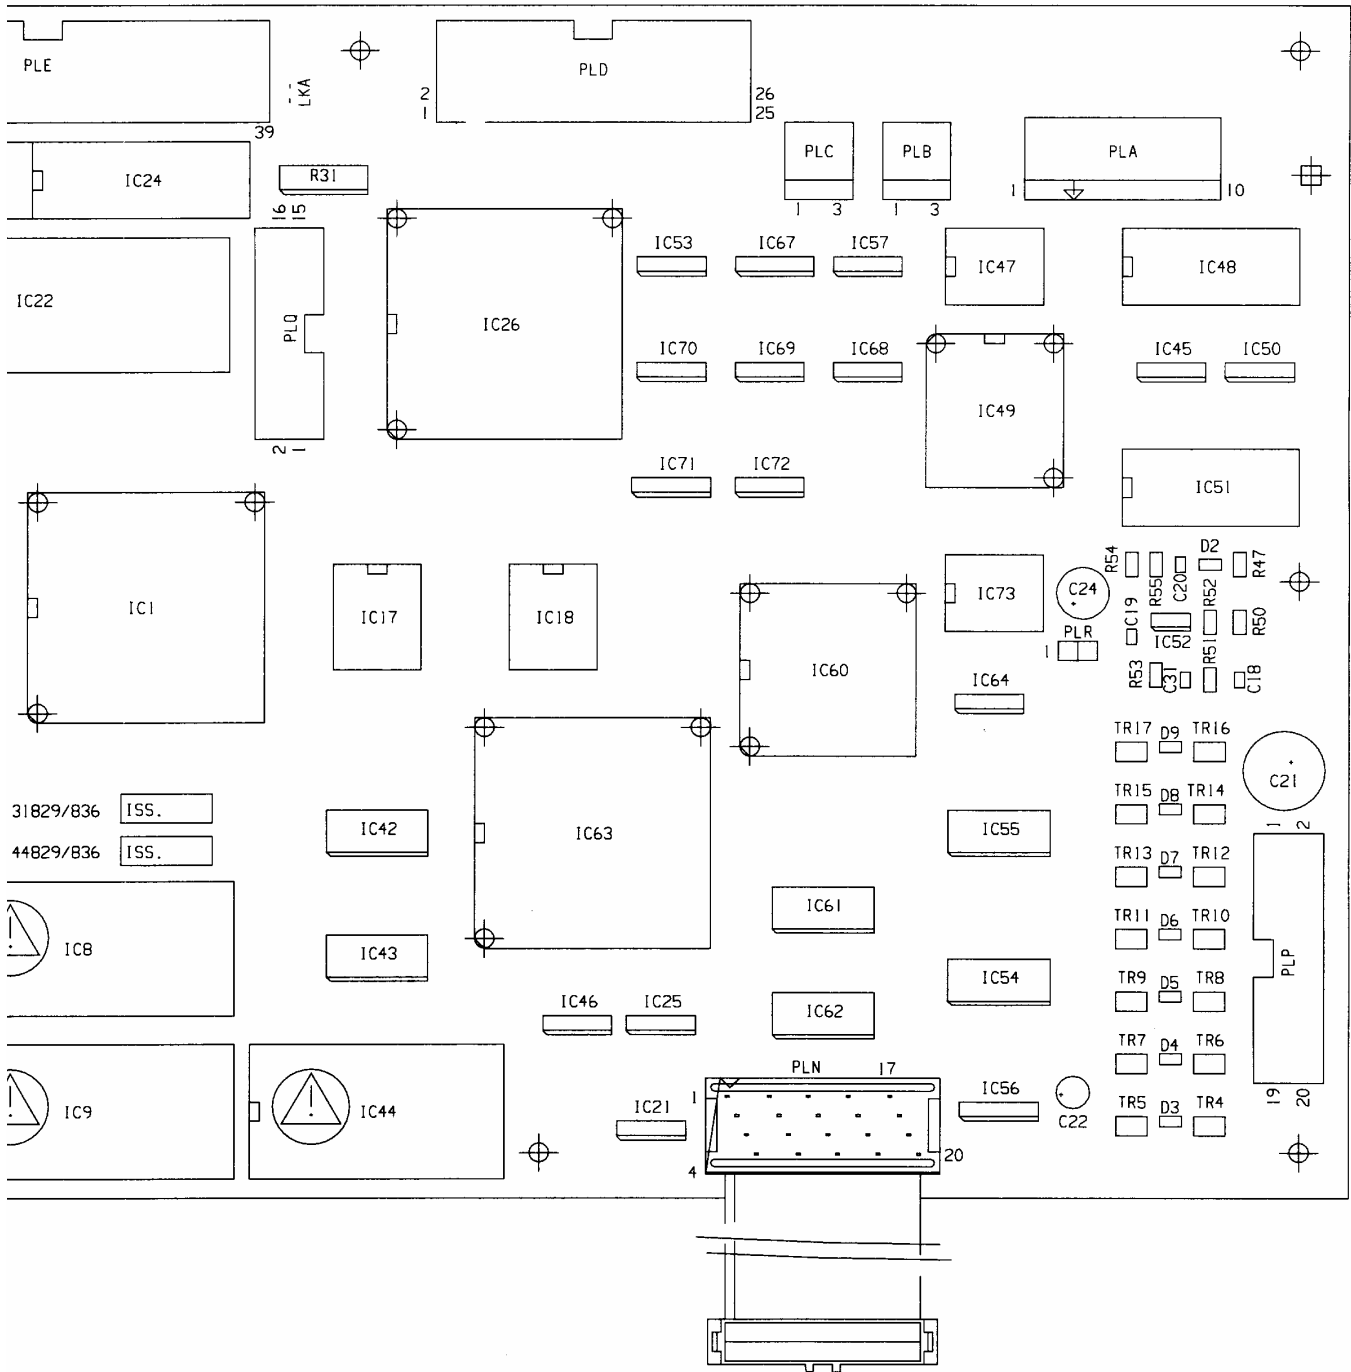 PLE
LKA
39
PLD
2
1
26
25
PLC
1 3
PLB
1 3
PLA
1
10
IC24
R31
16
15
IC22
PLQ
2
1
IC26
IC53
IC67
IC57
IC47
IC48
IC70
IC69
IC68
IC49
IC45
IC50
IC71
IC72
IC51
IC1
IC17
IC18
IC60
IC73
C24
PLR
1
R54
R55
C20
D2
R47
C19
IC52
R52
R50
R53
C31
R51
C18
IC64
TR17
D9
TR16
C21
31829/836 ISS.
44829/836 ISS.
IC42
IC63
IC55
TR15
D8
TR14
1
2
TR13
D7
TR12
IC8
IC43
IC61
TR11
D6
TR10
PLP
IC54
TR9
D5
TR8
IC46
IC25
IC62
TR7
D4
TR6
PLN
17
1
4
20
IC9
IC44
IC21
IC56
C22
TR5
D3
TR4
19
20